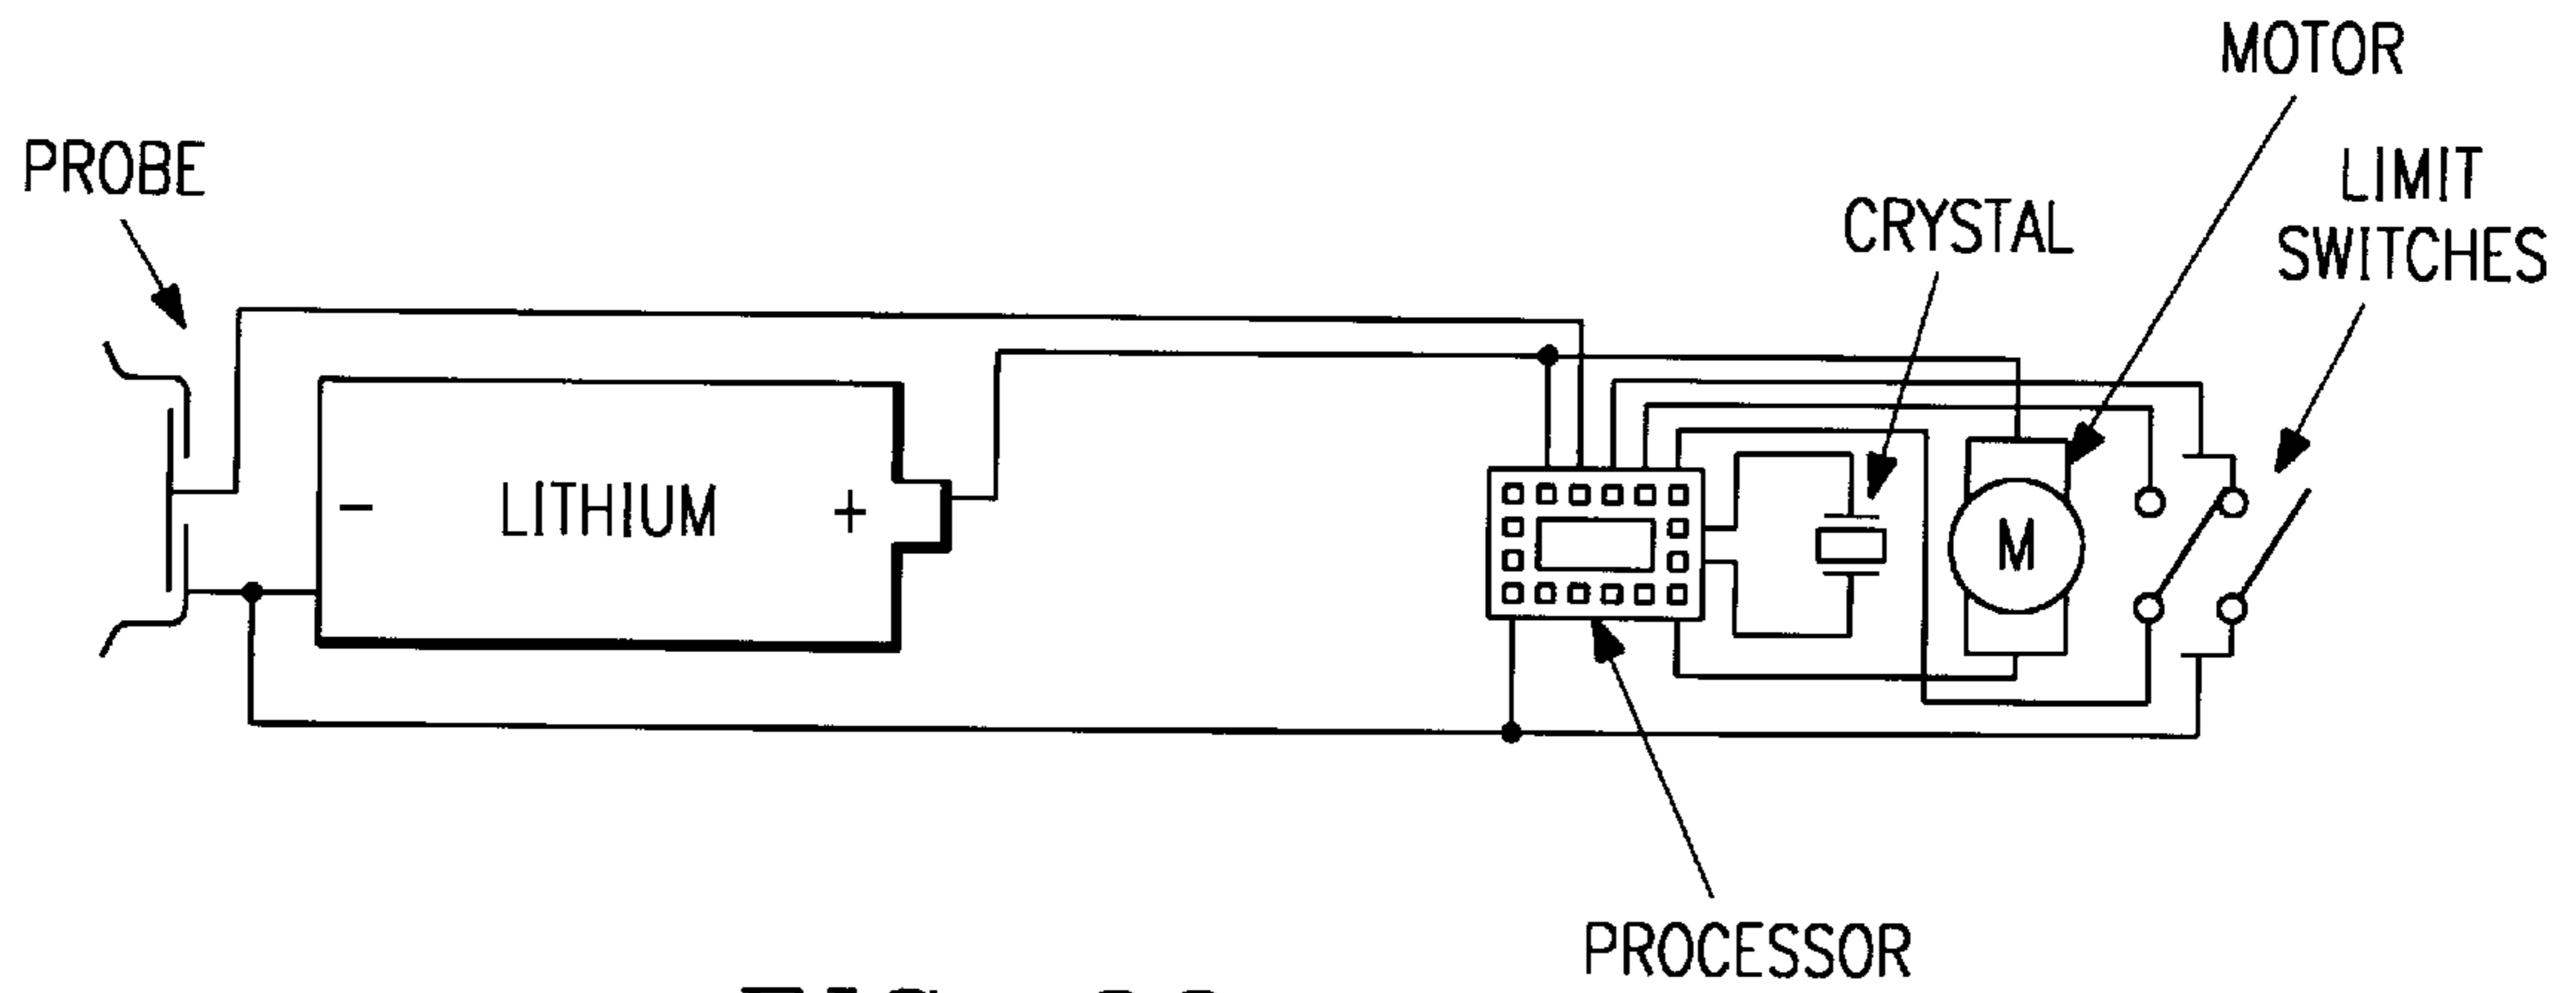 MOTOR
PROBE
LIMIT
SWITCHES
CRYSTAL
− LITHIUM +
M
PROCESSOR